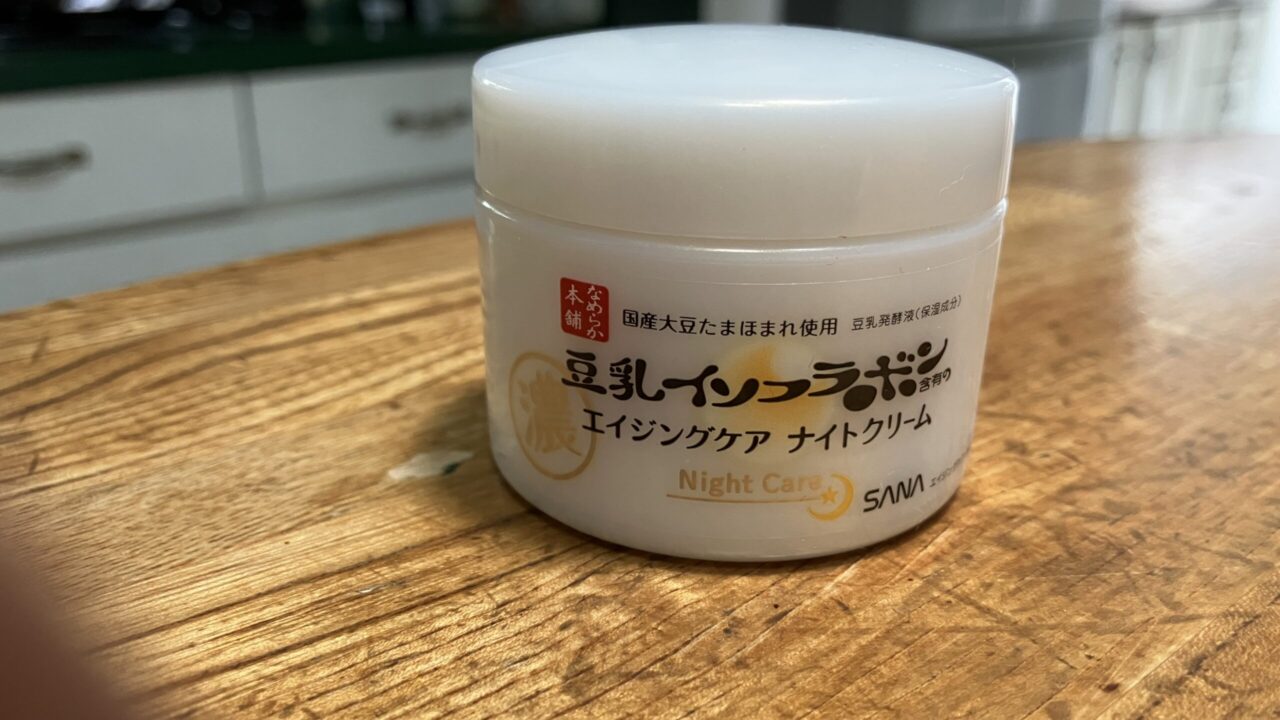 なめらか
本舗
国産大豆たまほまれ使用 豆乳発酵液(保湿成分)
豆乳イソフラボン含有の
濃
エイジングケア ナイトクリーム
Night Care
SANA